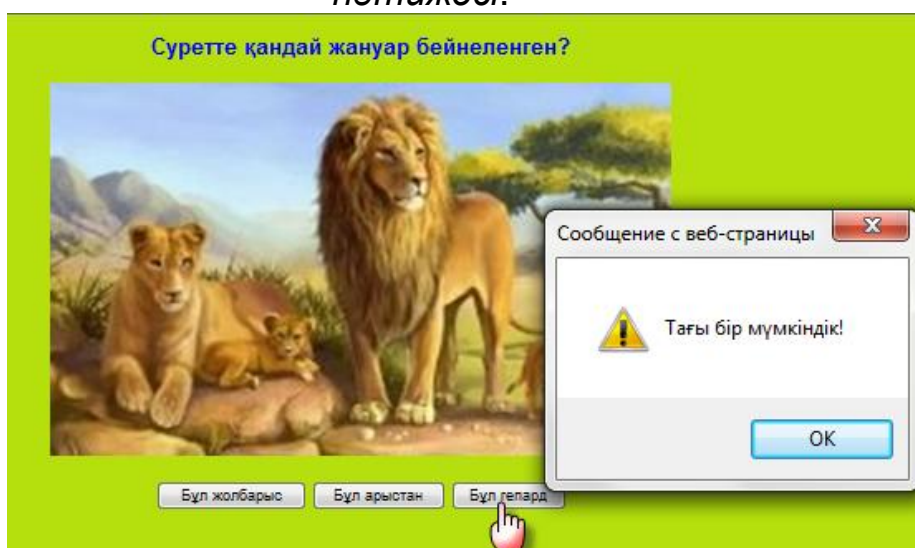 Суретте қандай жануар бейнеленген?
Сообщение с веб-страницы
Тағы бір мүмкіндік!
OK
Бұл жолбарыс
Бұл арыстан
Бұл гепард